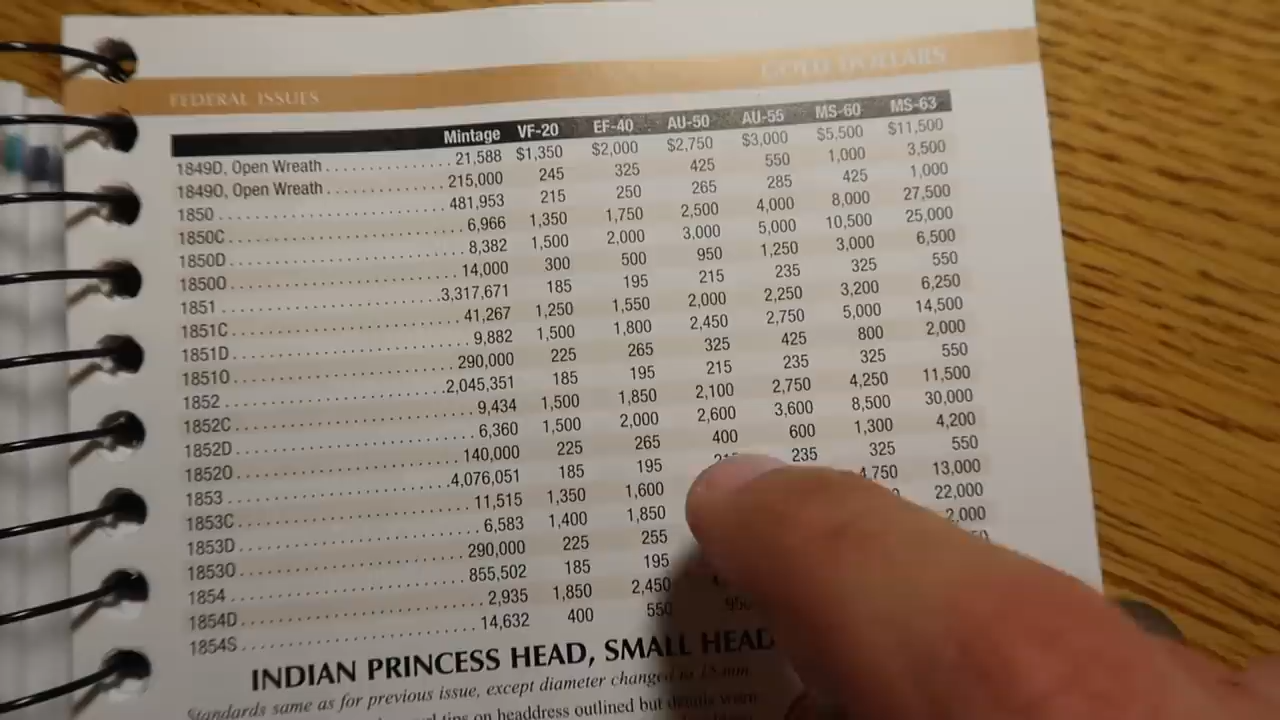 FEDERAL ISSUES GOLD DOLLARS
Mintage VF-20 EF-40 AU-50 AU-55 MS-60 MS-63
1849D, Open Wreath . . . . . . . . . . . 21,588 $1,350 $2,000 $2,750 $3,000 $5,500 $11,500
1849O, Open Wreath . . . . . . . . . . . 215,000 245 325 425 550 1,000 3,500
1850 . . . . . . . . . . . 481,953 215 250 265 285 425 1,000
1850C . . . . . . . . . . . 6,966 1,350 1,750 2,500 4,000 8,000 27,500
1850D . . . . . . . . . . . 8,382 1,500 2,000 3,000 5,000 10,500 25,000
1850O . . . . . . . . . . . 14,000 300 500 950 1,250 3,000 6,500
1851 . . . . . . . . . . . 3,317,671 185 195 215 235 325 550
1851C . . . . . . . . . . . 41,267 1,250 1,550 2,000 2,250 3,200 6,250
1851D . . . . . . . . . . . 9,882 1,500 1,800 2,450 2,750 5,000 14,500
1851O . . . . . . . . . . . 290,000 225 265 325 425 800 2,000
1852 . . . . . . . . . . . 2,045,351 185 195 215 235 325 550
1852C . . . . . . . . . . . 9,434 1,500 1,850 2,100 2,750 4,250 11,500
1852D . . . . . . . . . . . 6,360 1,500 2,000 2,600 3,600 8,500 30,000
1852O . . . . . . . . . . . 140,000 225 265 400 600 1,300 4,200
1853 . . . . . . . . . . . 4,076,051 185 195 235 325 550
1853C . . . . . . . . . . . 11,515 1,350 1,600 4,750 13,000
1853D . . . . . . . . . . . 6,583 1,400 1,850 22,000
1853O . . . . . . . . . . . 290,000 225 255 2,000
1854 . . . . . . . . . . . 855,502 185 195
1854D . . . . . . . . . . . 2,935 1,850 2,450
1854S . . . . . . . . . . . 14,632 400 550
INDIAN PRINCESS HEAD, SMALL HEAD
Standards same as for previous issue, except diameter changed to 15 mm.
tips on headdress outlined but details worn